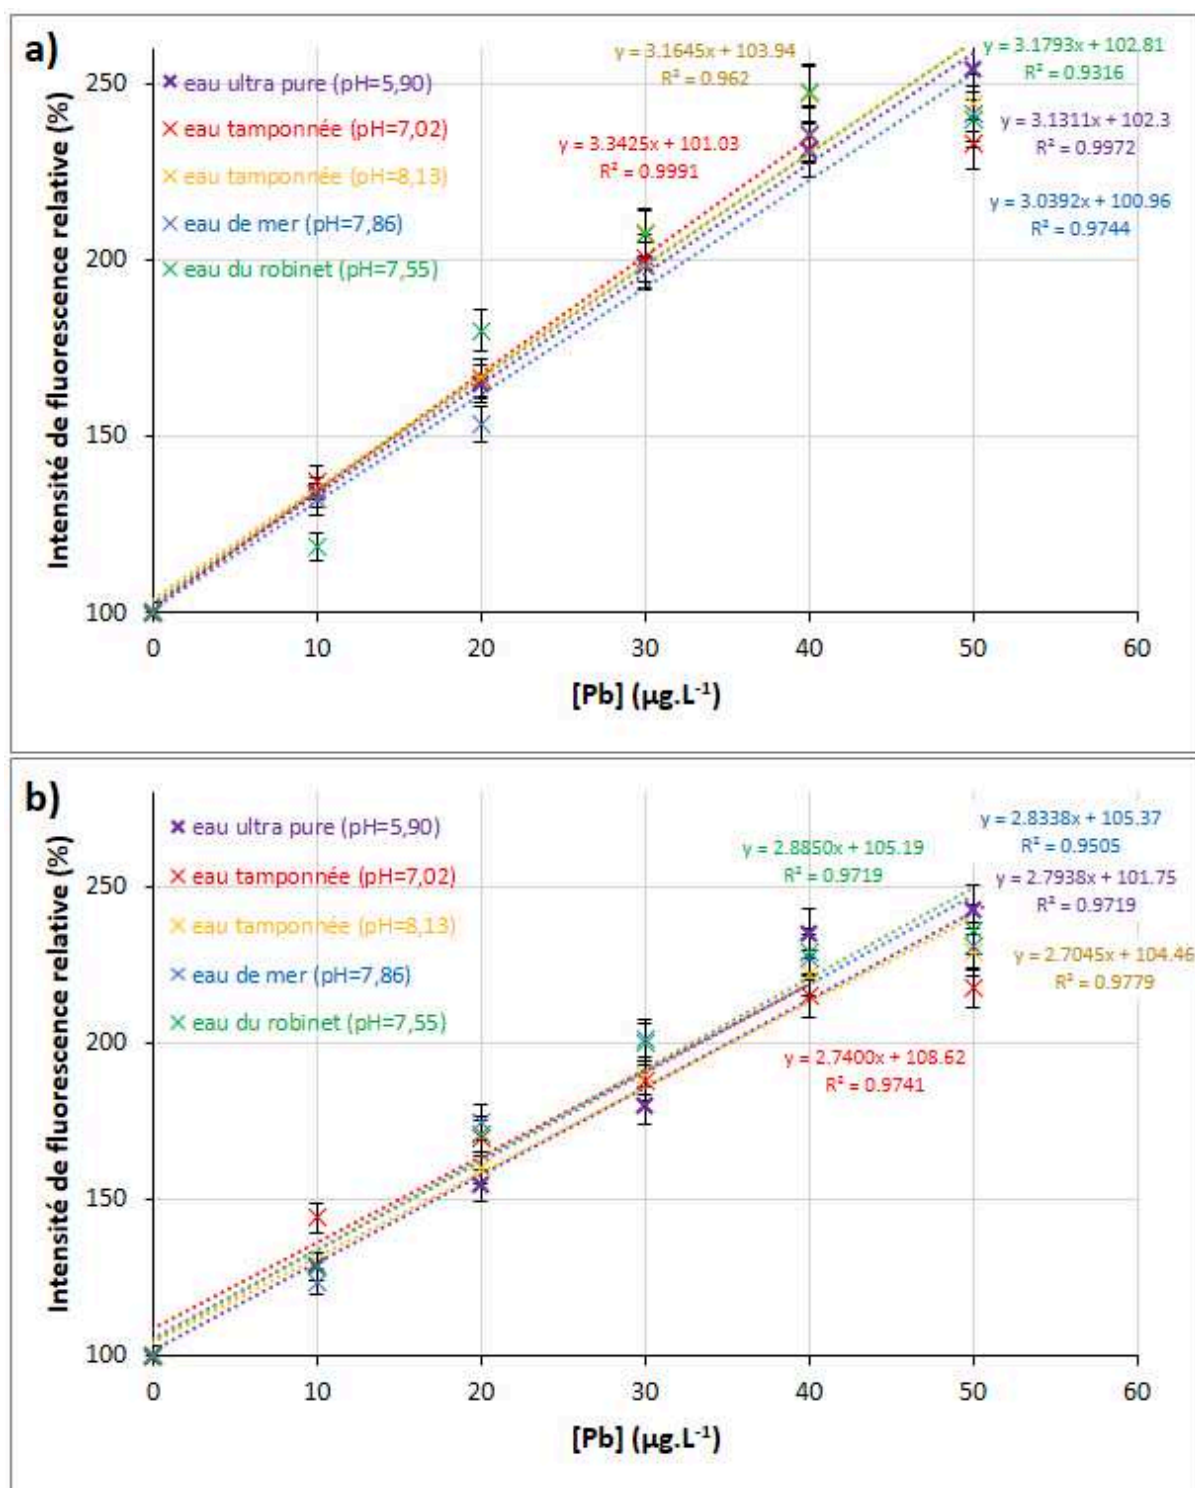 a)
y = 3.1645x + 103.94
R² = 0.962
y = 3.1793x + 102.81
R² = 0.9316
250
eau ultra pure (pH=5,90)
eau tamponnée (pH=7,02)
y = 3.3425x + 101.03
R² = 0.9991
y = 3.1311x + 102.3
R² = 0.9972
eau tamponnée (pH=8,13)
eau de mer (pH=7,86)
y = 3.0392x + 100.96
R² = 0.9744
200
eau du robinet (pH=7,55)
150
100
Intensité de fluorescence relative (%)
0 10 20 30 40 50 60
[Pb] (µg.L⁻¹)
b)
eau ultra pure (pH=5,90)
y = 2.8338x + 105.37
R² = 0.9505
y = 2.8850x + 105.19
R² = 0.9719
eau tamponnée (pH=7,02)
250
y = 2.7938x + 101.75
R² = 0.9719
eau tamponnée (pH=8,13)
y = 2.7045x + 104.46
R² = 0.9779
eau de mer (pH=7,86)
eau du robinet (pH=7,55)
200
y = 2.7400x + 108.62
R² = 0.9741
150
100
Intensité de fluorescence relative (%)
0 10 20 30 40 50 60
[Pb] (µg.L⁻¹)